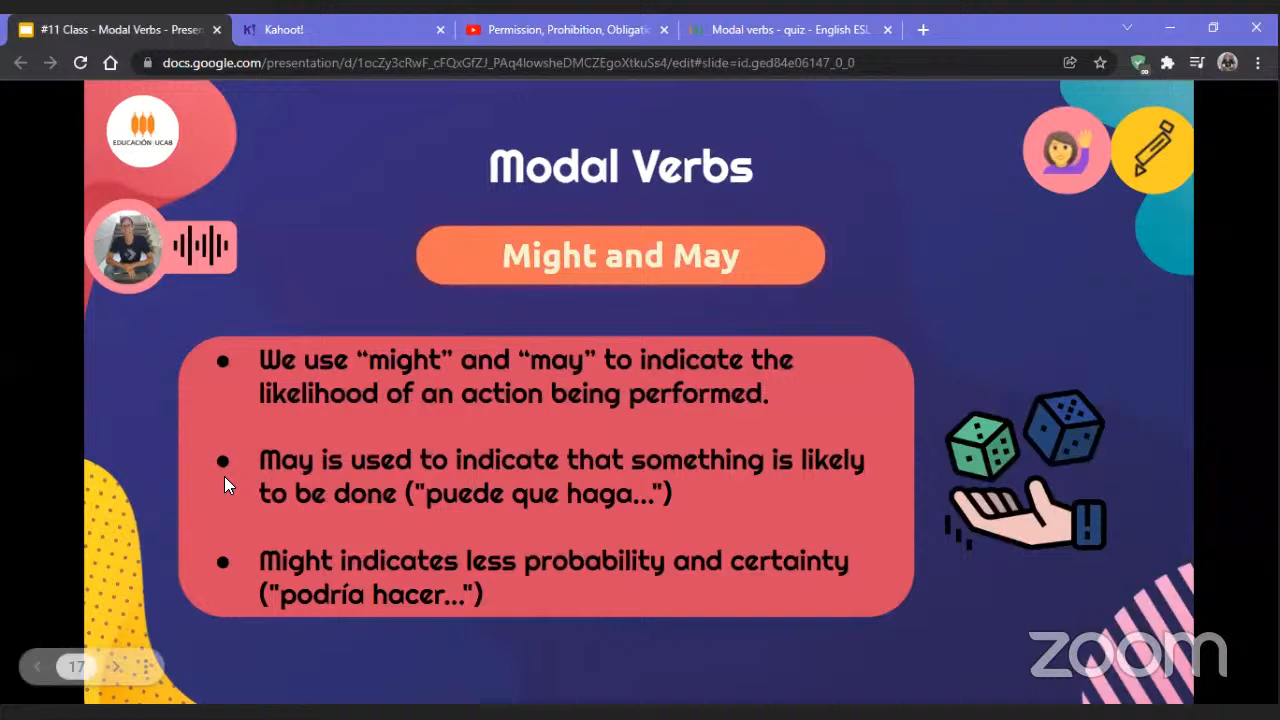 #11 Class - Modal Verbs - Presen
Kahoot!
Permission, Prohibition, Obligatic
Modal verbs - quiz - English ESL
docs.google.com/presentation/d/1ocZy3cRwF_cFQxGfZJ_PAq4lowsheDMCZEgoXtkuSs4/edit#slide=id.ged84e06147_0_0
EDUCACIÓN UCAB
Modal Verbs
Might and May
● We use “might” and “may” to indicate the
likelihood of an action being performed.
● May is used to indicate that something is likely
to be done ("puede que haga...")
● Might indicates less probability and certainty
("podría hacer...")
17
zoom